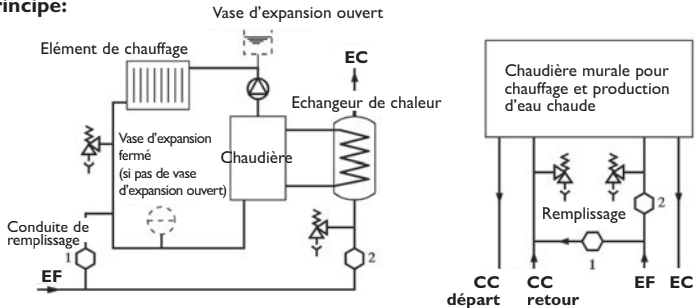 rincipe:
Vase d'expansion ouvert
Elément de chauffage
EC
Echangeur de chaleur
Vase d'expansion
fermé
(si pas de vase
d'expansion ouvert)
Chaudière
Conduite de
remplissage
1
2
EF
Chaudière murale pour
chauffage et production
d'eau chaude
Remplissage
2
1
CC
départ
CC
retour
EF
EC